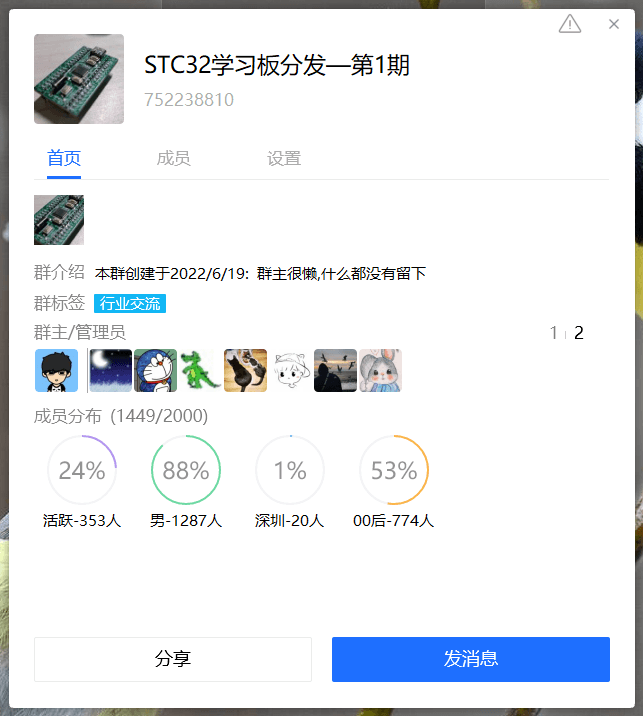 STC32学习板分发—第1期
752238810
首页 成员 设置
群介绍 本群创建于2022/6/19: 群主很懒,什么都没有留下
群标签 行业交流
群主/管理员 1 2
成员分布 (1449/2000)
24% 88% 1% 53%
活跃-353人 男-1287人 深圳-20人 00后-774人
分享 发消息